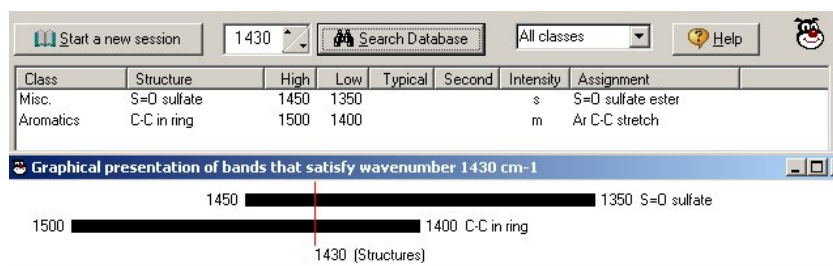 Start a new session 1430 Search Database All classes Help
Class Structure High Low Typical Second Intensity Assignment
Misc. S=O sulfate 1450 1350 s S=O sulfate ester
Aromatics C-C in ring 1500 1400 m Ar C-C stretch
Graphical presentation of bands that satisfy wavenumber 1430 cm-1
1450 1350 S=O sulfate
1500 1400 C-C in ring
1430 (Structures)